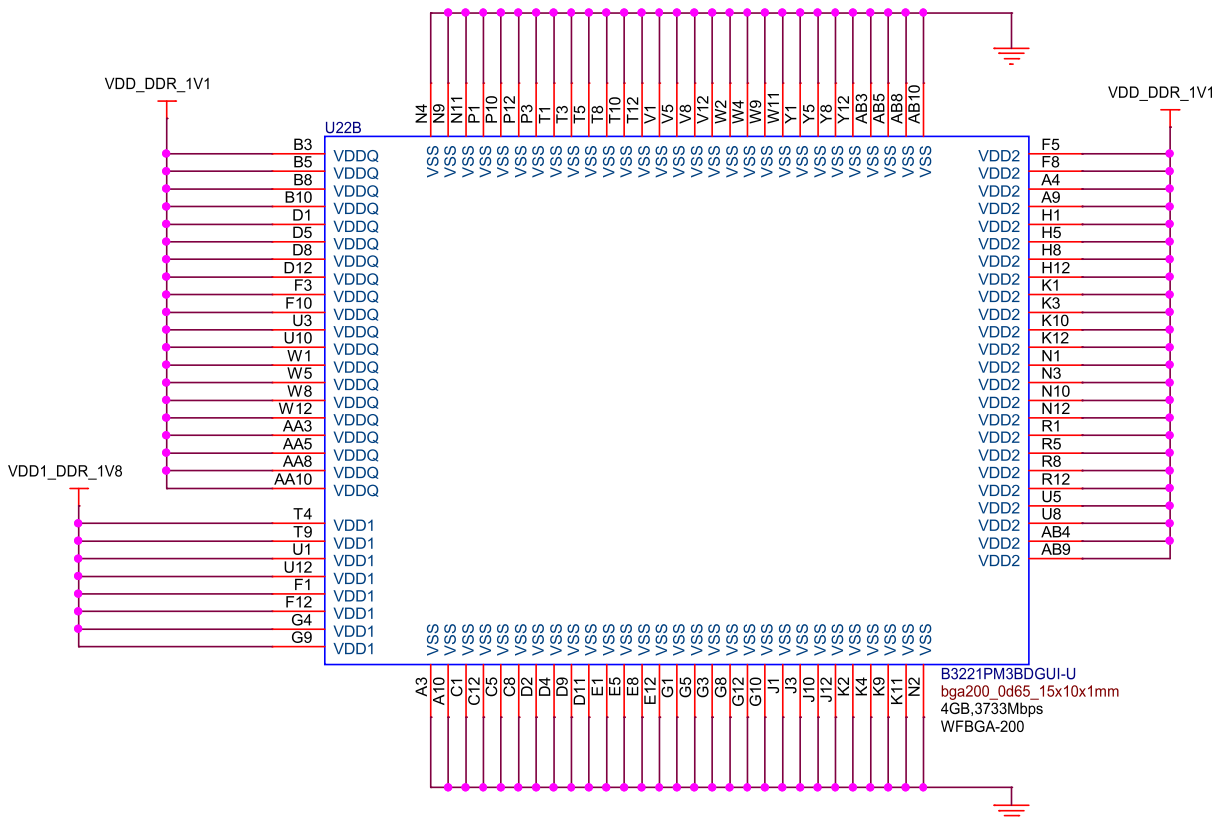 VDD_DDR_1V1
VDD_DDR_1V1
N4 N9 N11 P1 P10 P12 P3 T1 T3 T5 T8 T10 T12 V1 V5 V8 V12 W2 W4 W9 W11 Y1 Y5 Y8 Y12 AB3 AB5 AB8 AB10
U22B
VSS VSS VSS VSS VSS VSS VSS VSS VSS VSS VSS VSS VSS VSS VSS VSS VSS VSS VSS VSS VSS VSS VSS VSS VSS VSS VSS VSS VSS
B3 VDDQ VDD2 F5
B5 VDDQ VDD2 F8
B8 VDDQ VDD2 A4
B10 VDDQ VDD2 A9
D1 VDDQ VDD2 H1
D5 VDDQ VDD2 H5
D8 VDDQ VDD2 H8
D12 VDDQ VDD2 H12
F3 VDDQ VDD2 K1
F10 VDDQ VDD2 K3
U3 VDDQ VDD2 K10
U10 VDDQ VDD2 K12
W1 VDDQ VDD2 N1
W5 VDDQ VDD2 N3
W8 VDDQ VDD2 N10
W12 VDDQ VDD2 N12
AA3 VDDQ VDD2 R1
AA5 VDDQ VDD2 R5
AA8 VDDQ VDD2 R8
AA10 VDDQ VDD2 R12
VDD1_DDR_1V8
VDD2 U5
T4 VDD1 VDD2 U8
T9 VDD1 VDD2 AB4
U1 VDD1 VDD2 AB9
U12 VDD1
F1 VDD1
F12 VDD1
G4 VDD1
G9 VDD1
VSS VSS VSS VSS VSS VSS VSS VSS VSS VSS VSS VSS VSS VSS VSS VSS VSS VSS VSS VSS VSS VSS VSS VSS VSS VSS VSS VSS VSS
A3 A10 C1 C12 C5 C8 D2 D4 D9 D11 E1 E5 E8 E12 G1 G5 G3 G8 G12 G10 J1 J3 J10 J12 K2 K4 K9 K11 N2
B3221PM3BDGUI-U
bga200_0d65_15x10x1mm
4GB,3733Mbps
WFBGA-200